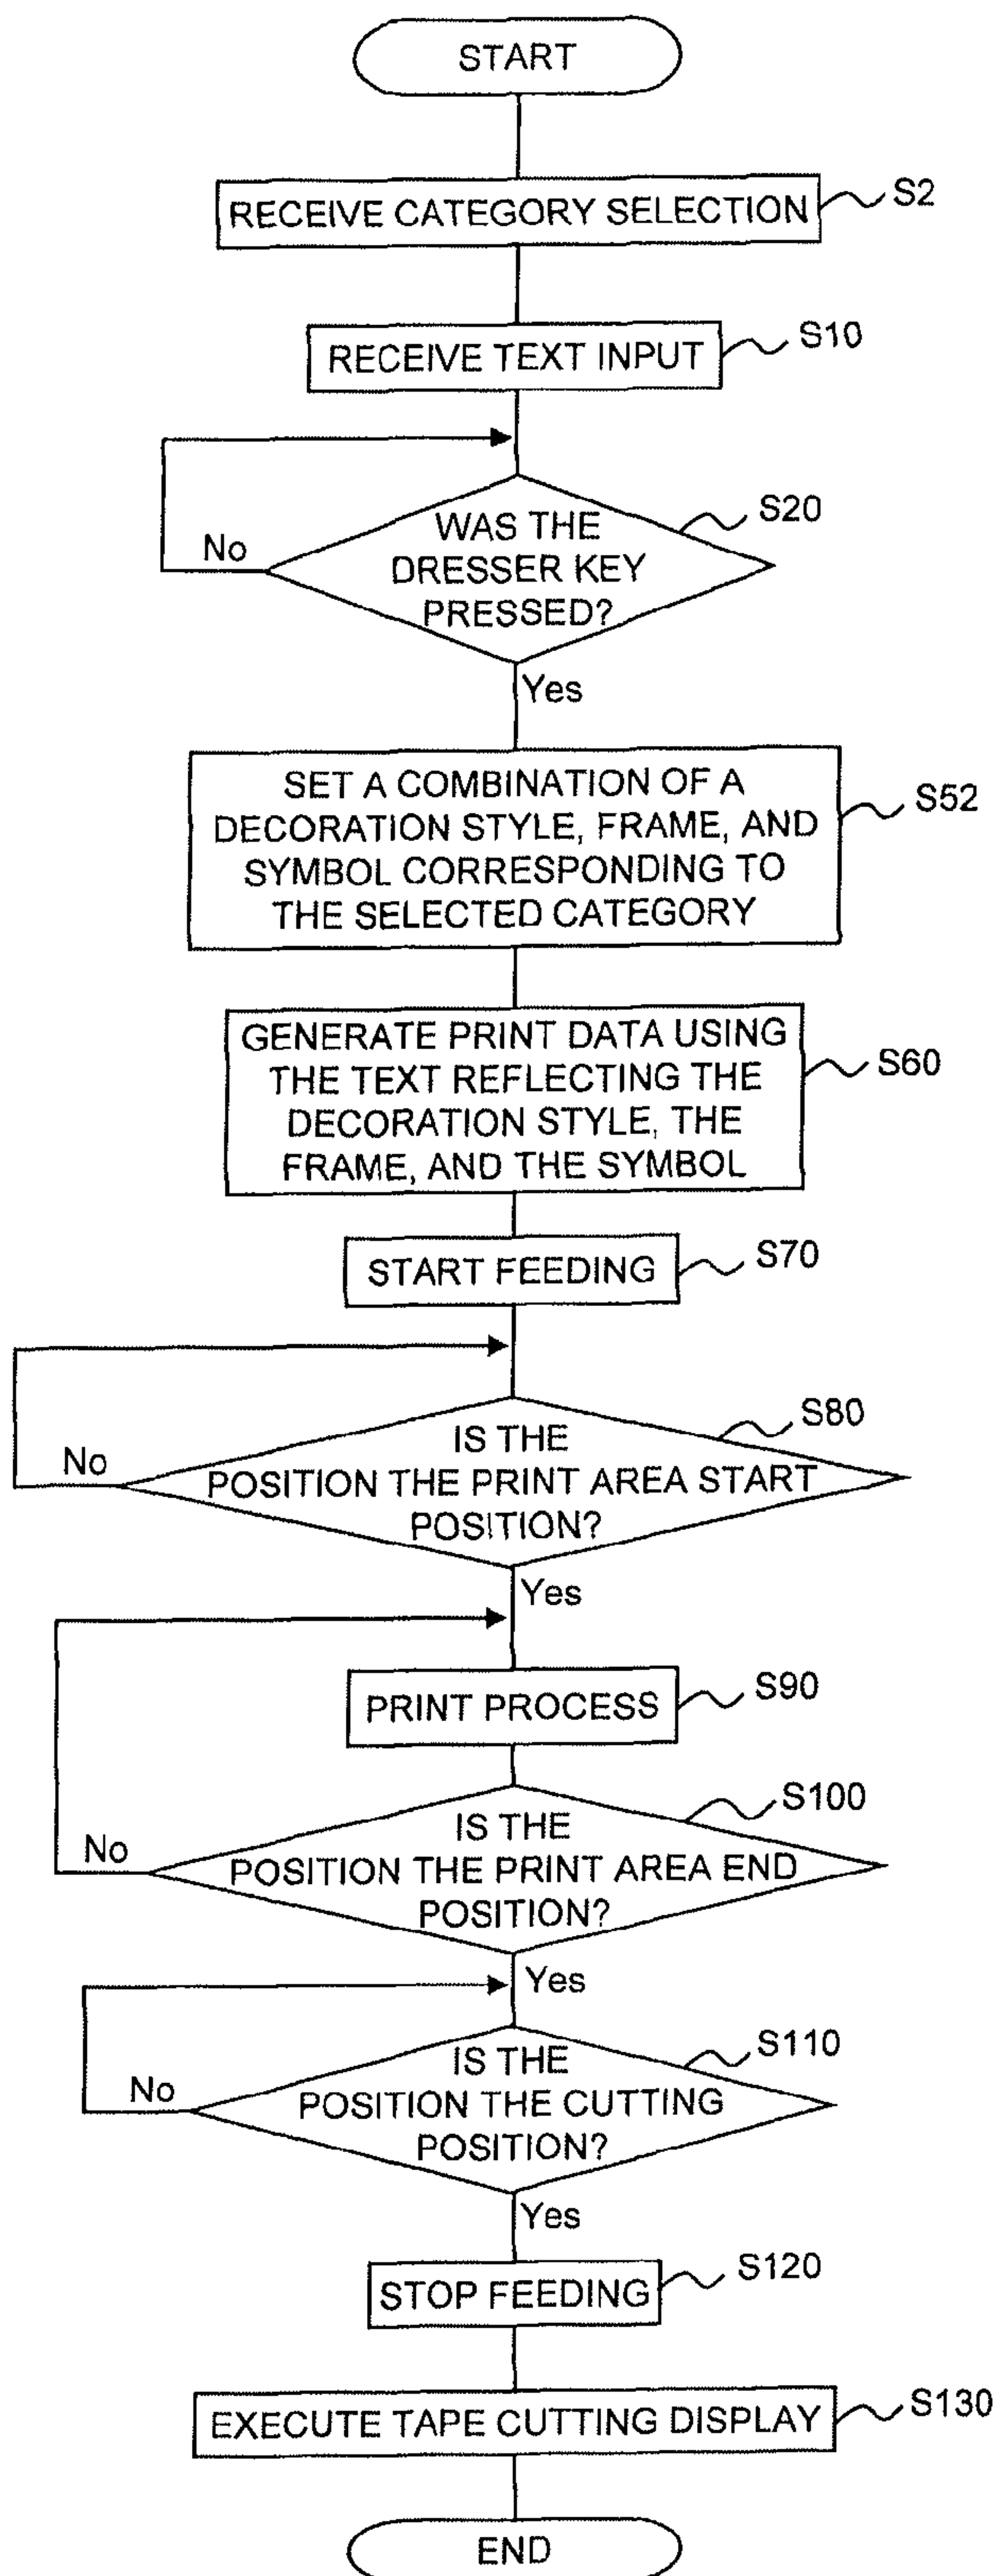 START
RECEIVE CATEGORY SELECTION
S2
RECEIVE TEXT INPUT
S10
WAS THE
DRESSER KEY
PRESSED?
S20
No
Yes
SET A COMBINATION OF A
DECORATION STYLE, FRAME, AND
SYMBOL CORRESPONDING TO
THE SELECTED CATEGORY
S52
GENERATE PRINT DATA USING
THE TEXT REFLECTING THE
DECORATION STYLE, THE
FRAME, AND THE SYMBOL
S60
START FEEDING
S70
IS THE
POSITION THE PRINT AREA START
POSITION?
S80
No
Yes
PRINT PROCESS
S90
IS THE
POSITION THE PRINT AREA END
POSITION?
S100
No
Yes
IS THE
POSITION THE CUTTING
POSITION?
S110
No
Yes
STOP FEEDING
S120
EXECUTE TAPE CUTTING DISPLAY
S130
END